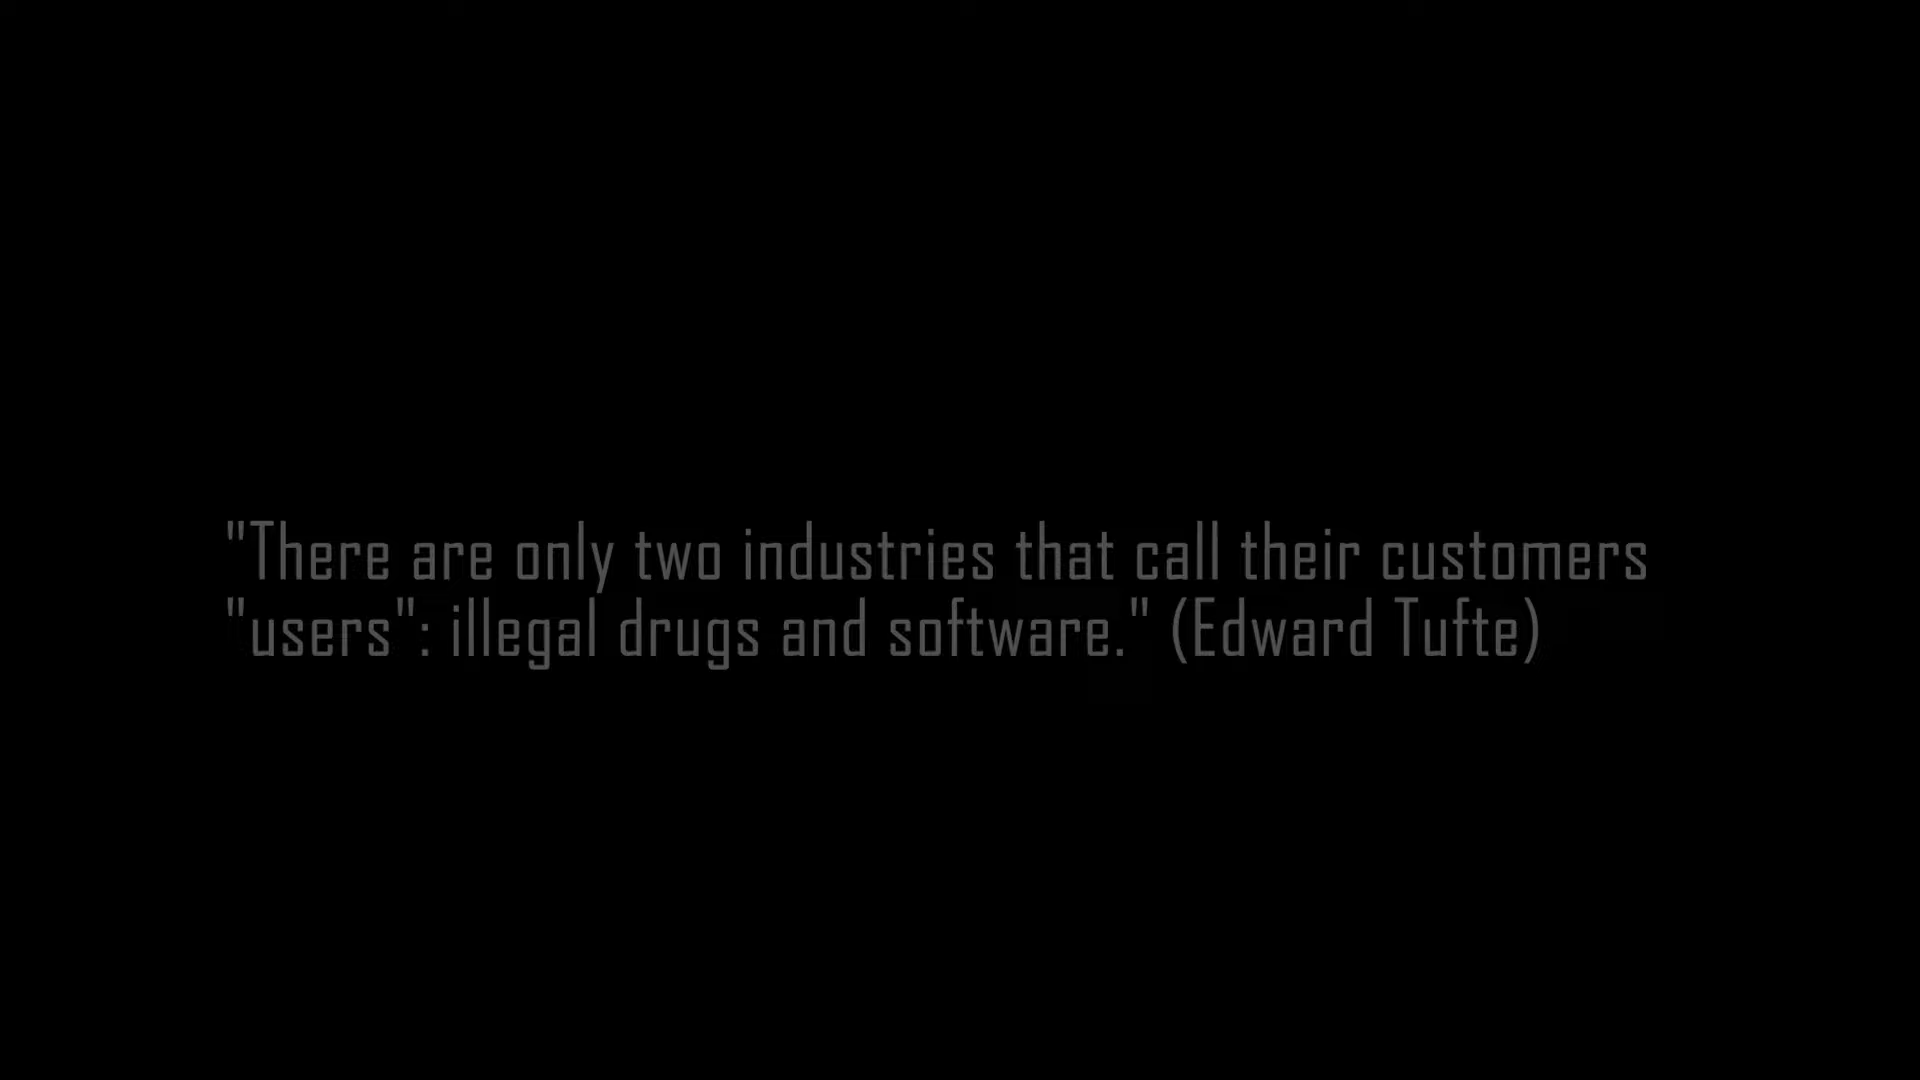 "There are only two industries that call their customers
"users": illegal drugs and software." (Edward Tufte)